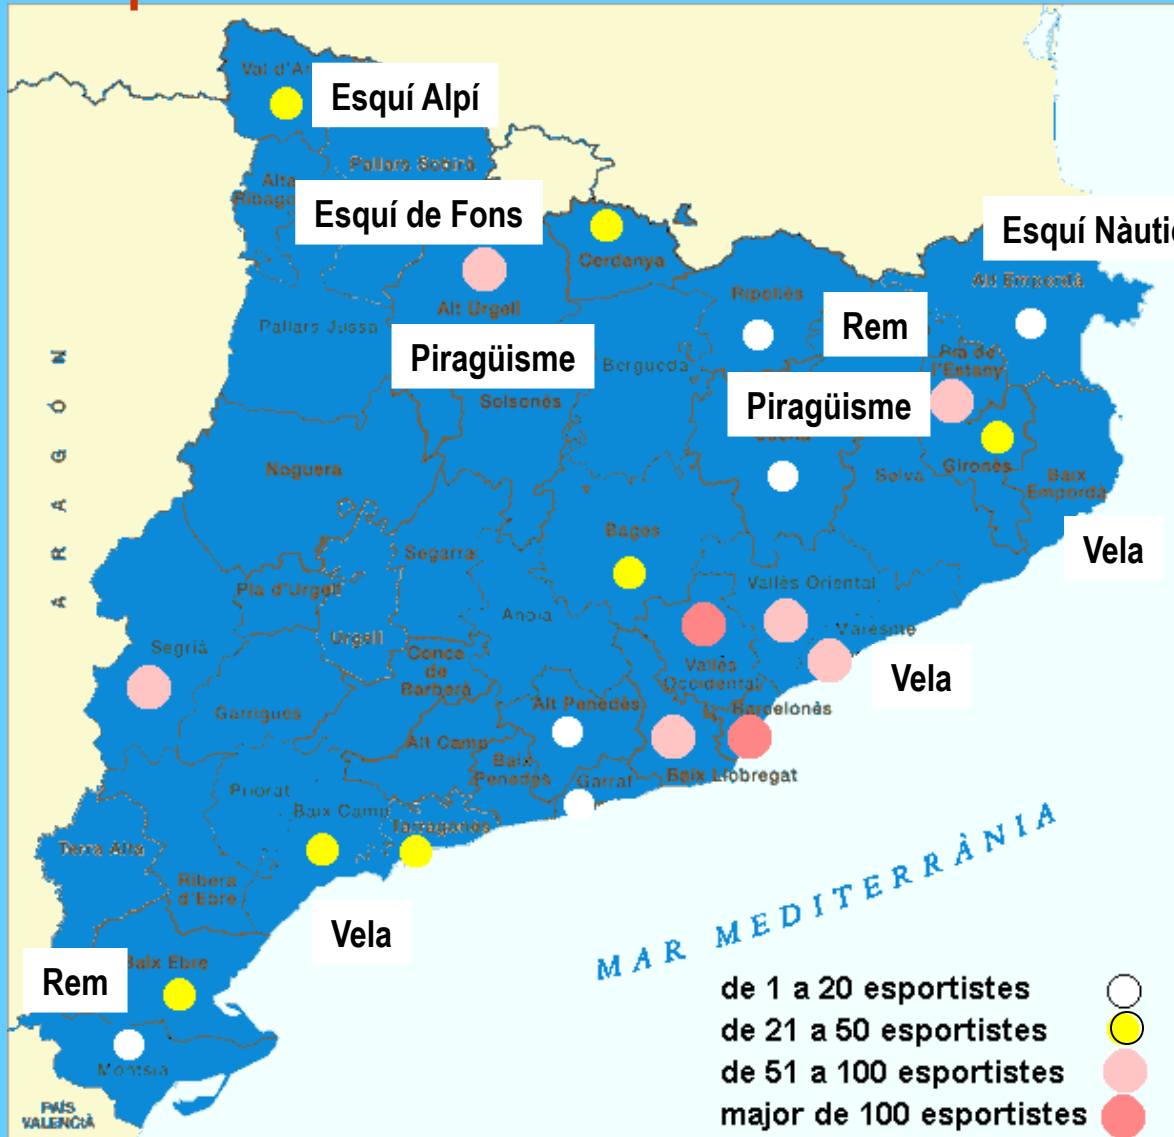 Val d'Ar
Esquí Alpí
Pallars Sobirà
Alta
Ribago
Esquí de Fons
Cerdanya
Esquí Nàutic
Alt Empordà
Alt Urgell
Ripollès
Rem
Pallars Jussà
Piragüisme
Berguedà
Pla de
l'Estany
Solsonès
Piragüisme
Noguera
Selva
Gironès
Baix
Empordà
ARAGÓN
Bages
Segarra
Vela
Vallès Oriental
Pla d'Urgell
Anoia
Maresme
Segrià
Urgell
Conca
de
Barberà
Vallès
Occidental
Vela
Garrigues
Alt Penedès
Barcelonès
Alt Camp
Baix
Penedès
Garraf
Baix Llobregat
Priorat
Baix Camp
Tarragonès
Terra Alta
Ribera
d'Ebre
MAR MEDITERRÀNIA
Vela
Baix Ebre
Rem
Montsià
PAÍS
VALENCIÀ
de 1 a 20 esportistes
de 21 a 50 esportistes
de 51 a 100 esportistes
major de 100 esportistes